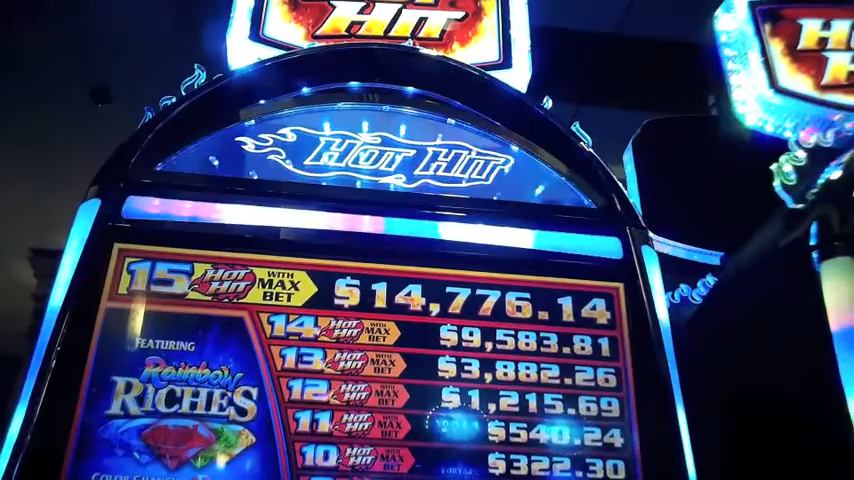 HOT HIT
HOT HIT
HOT HIT
15 HOT HIT WITH MAX BET $14,776.14
14 HOT HIT WITH MAX BET $9,583.81
13 HOT HIT WITH MAX BET $3,882.26
12 HOT HIT WITH MAX BET $1,215.69
11 HOT HIT WITH MAX BET $540.24
10 HOT HIT WITH MAX BET $322.30
FEATURING
Rainbow
RICHES